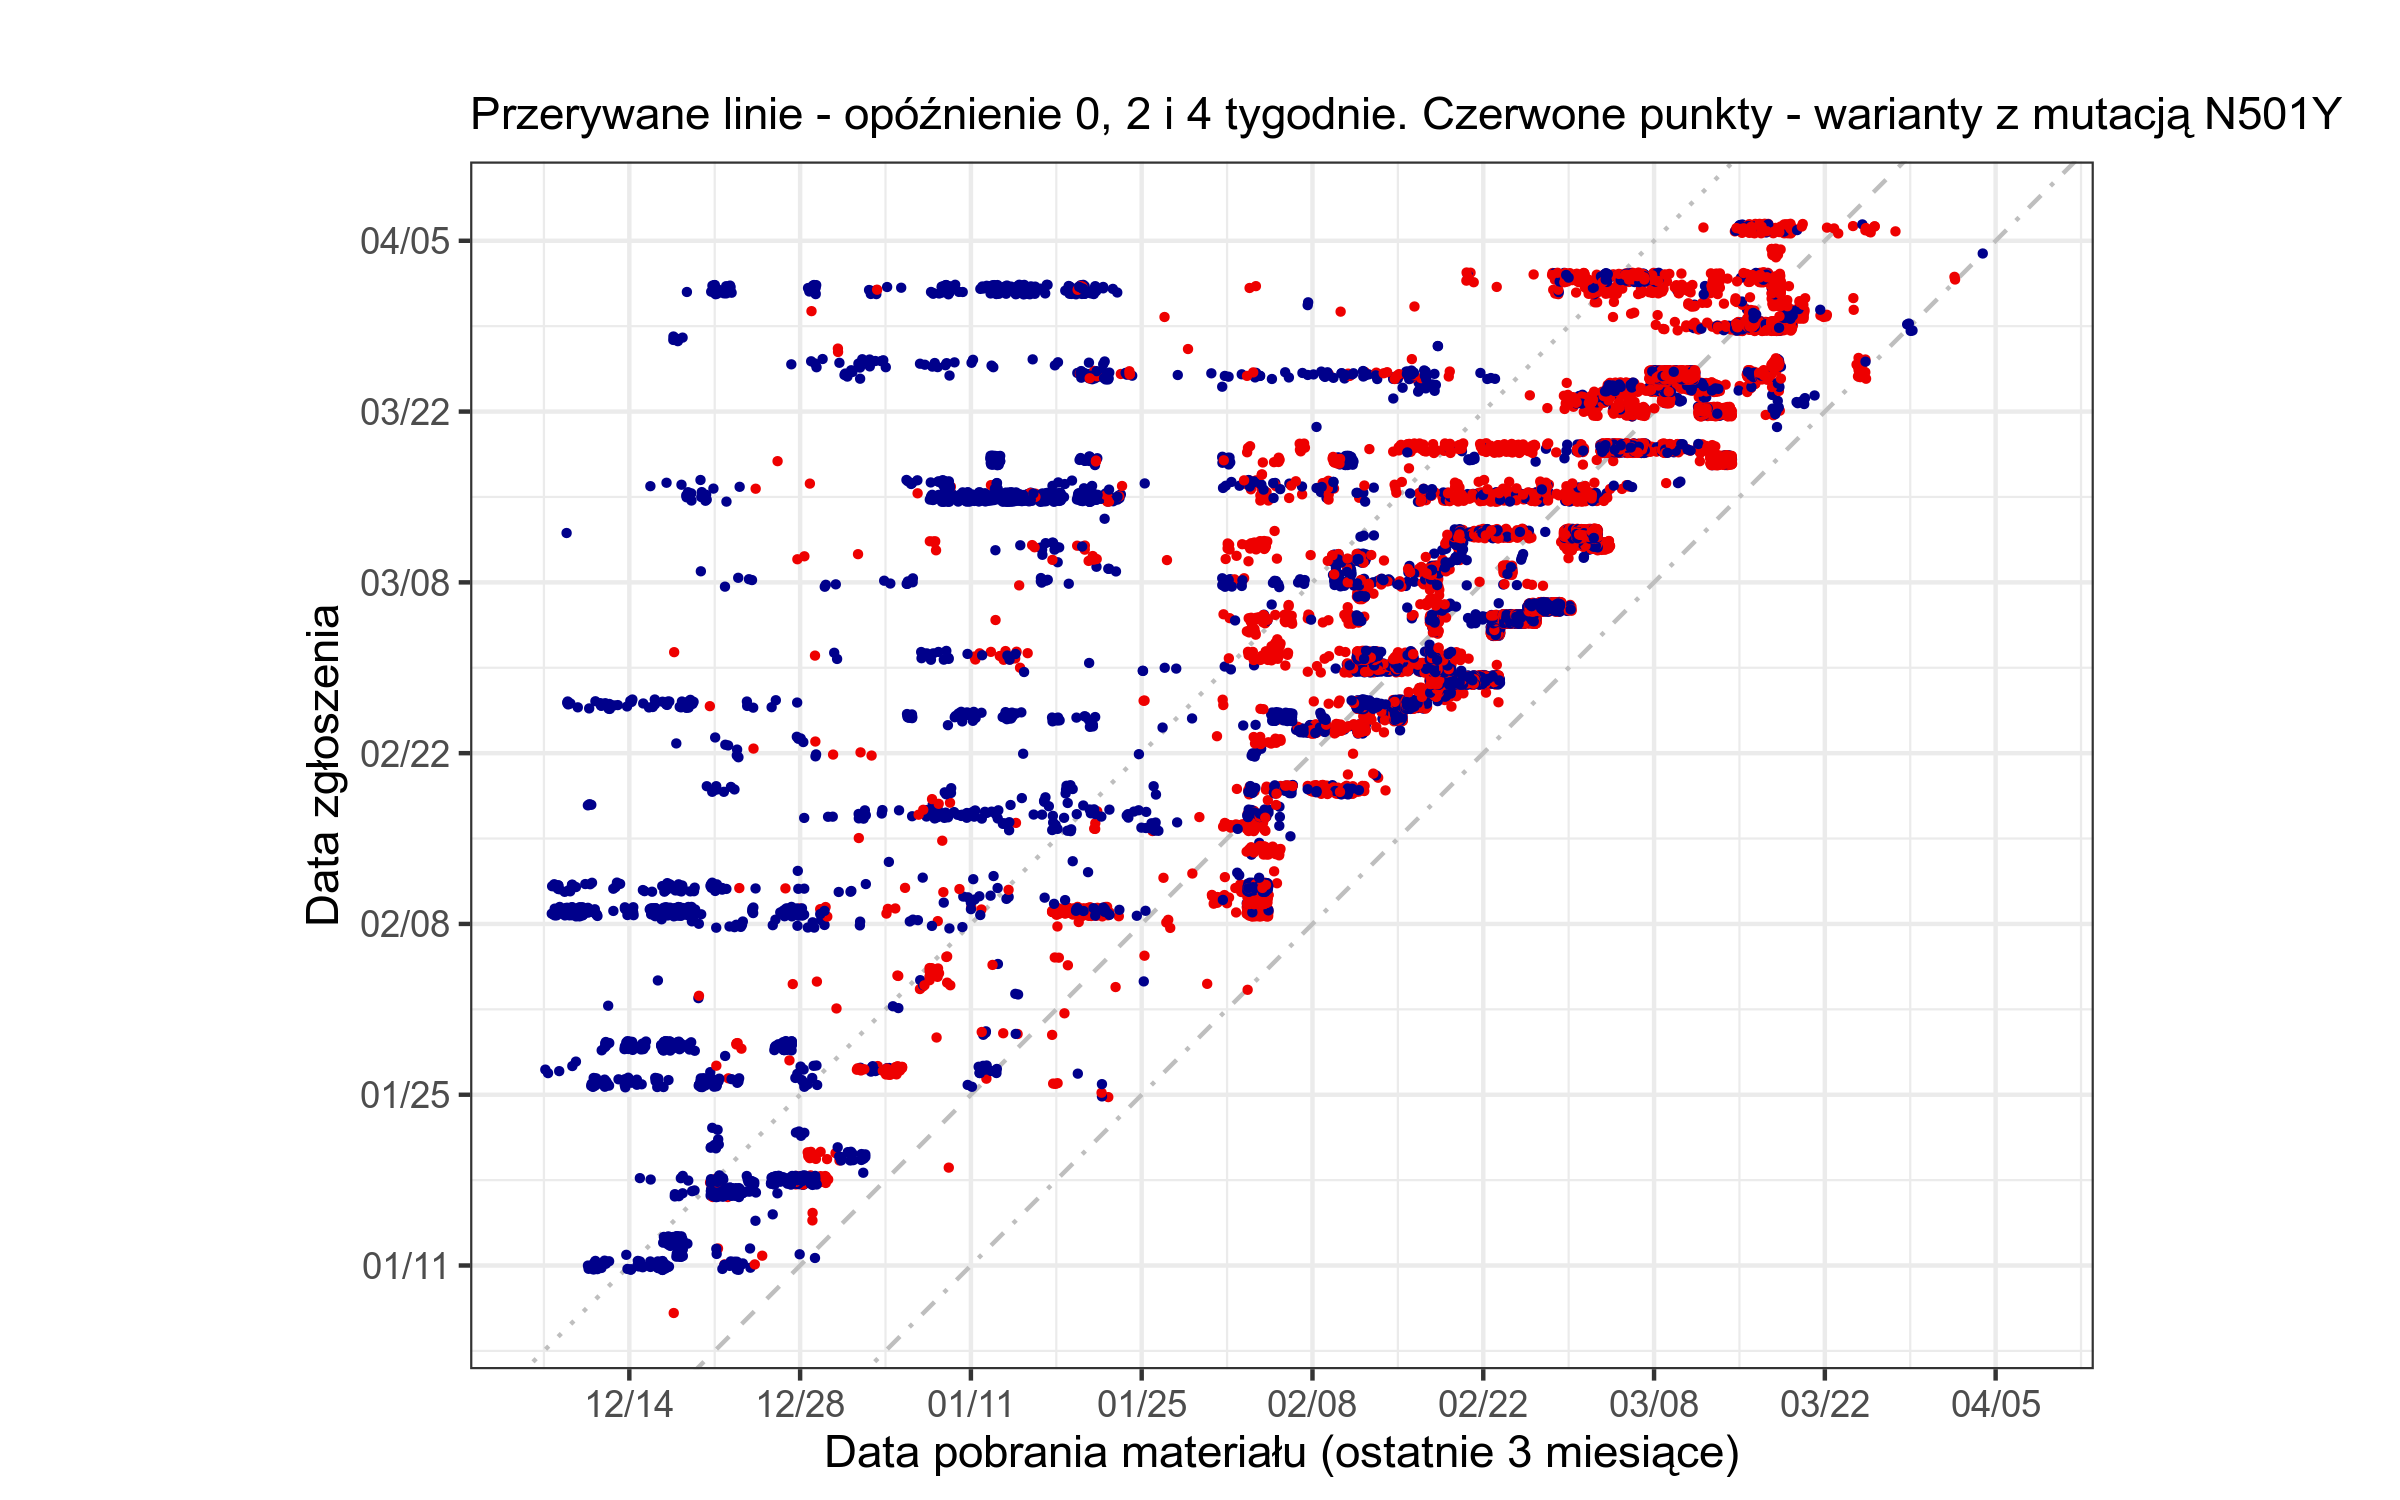 Przerywane linie - opóźnienie 0, 2 i 4 tygodnie. Czerwone punkty - warianty z mutacją N501Y
Data zgłoszenia
04/05
03/22
03/08
02/22
02/08
01/25
01/11
12/14 12/28 01/11 01/25 02/08 02/22 03/08 03/22 04/05
Data pobrania materiału (ostatnie 3 miesiące)